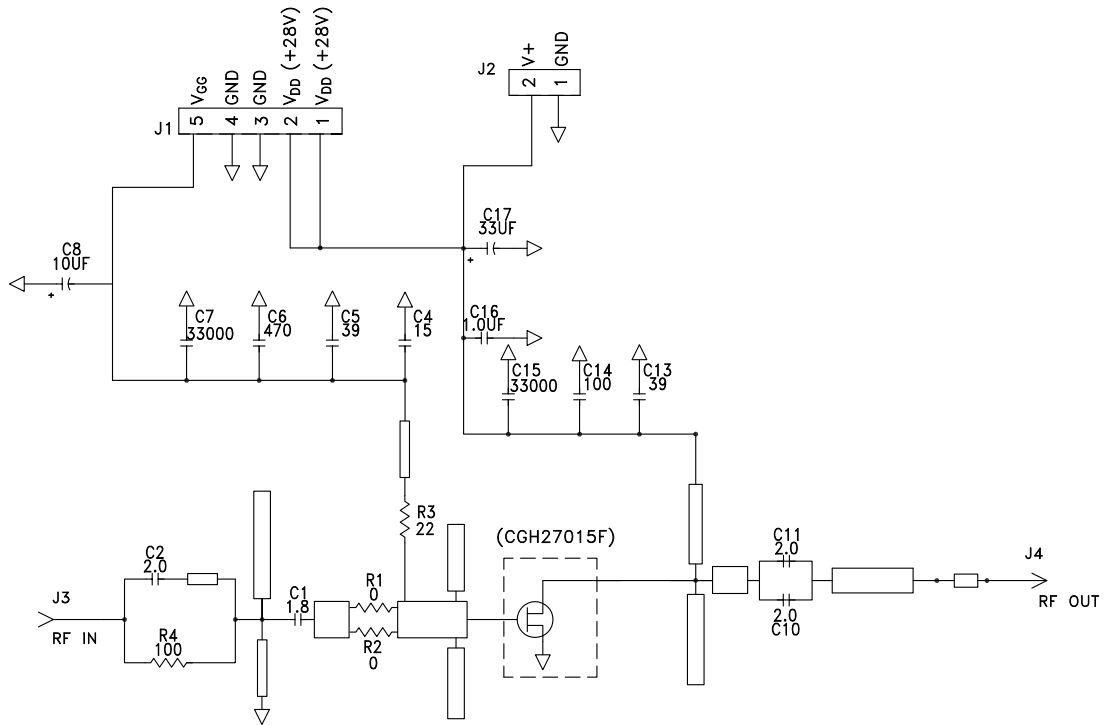 J1
5 VGG
4 GND
3 GND
2 VDD (+28V)
1 VDD (+28V)
J2
2 V+
1 GND
C17
33UF
+
C8
10UF
+
C7
33000
C6
470
C5
39
C4
15
C16
1.0UF
C15
33000
C14
100
C13
39
R3
22
(CGH27015F)
C2
2.0
C11
2.0
J4
RF OUT
2.0
C10
J3
RF IN
R4
100
C1
1.8
R1
0
R2
0